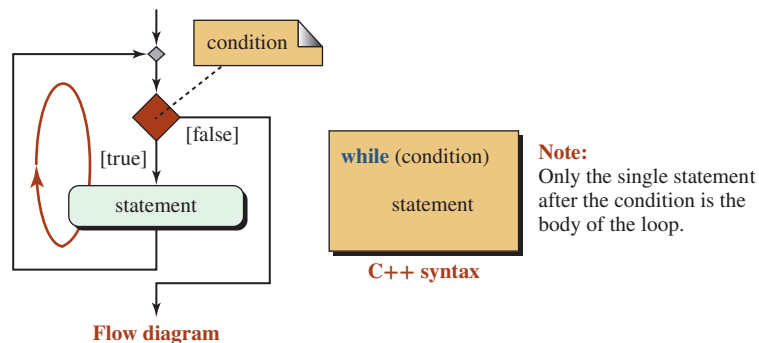 condition
[false]
[true]
statement
Flow diagram
while (condition)
statement
C++ syntax
Note:
Only the single statement
after the condition is the
body of the loop.